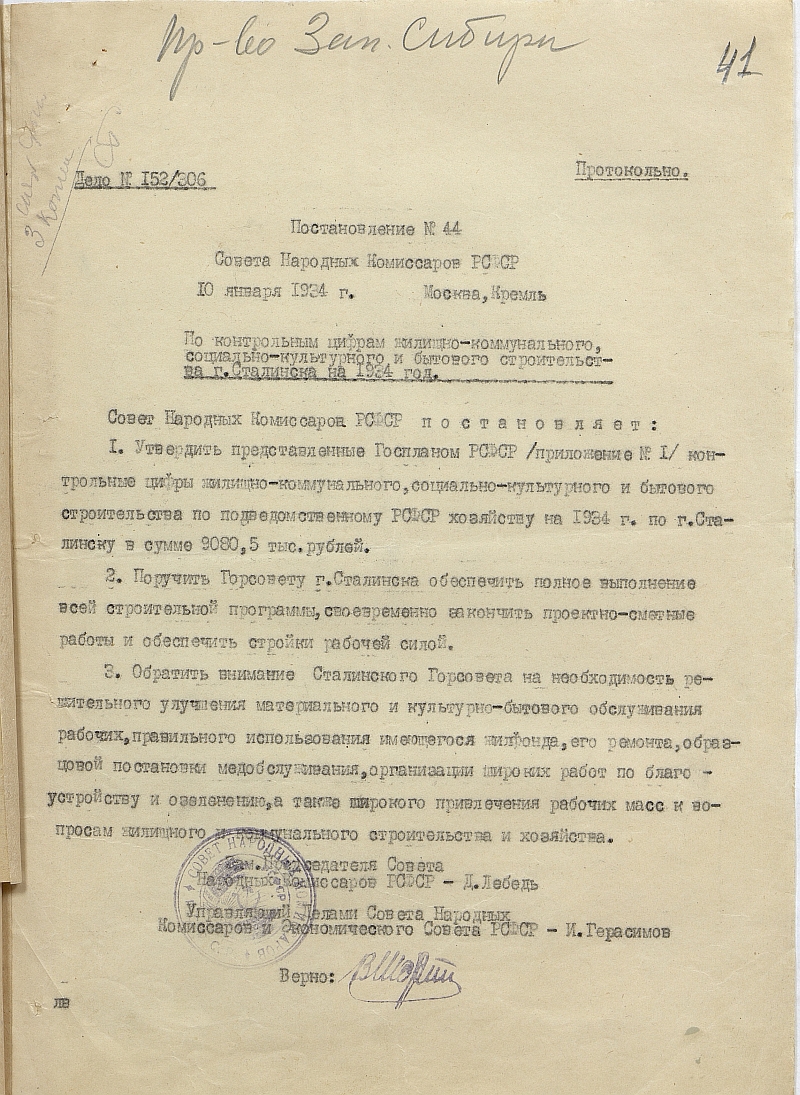 Пр-во Зап. Сибири
41
3 копии
Дело № 152/306
Протокольно.
Постановление № 44
Совета Народных Комиссаров РСФСР
10 января 1934 г. Москва, Кремль
По контрольным цифрам жилищно-коммунального,
социально-культурного и бытового строительст-
ва г.Сталинска на 1934 год.
Совет Народных Комиссаров РСФСР п о с т а н о в л я е т :
I. Утвердить представленные Госпланом РСФСР /приложение № I/ кон-
трольные цифры жилищно-коммунального,социально-культурного и бытового
строительства по подведомственному РСФСР хозяйству на 1934 г. по г.Ста-
линску в сумме 9080,5 тыс.рублей.
2. Поручить Горсовету г.Сталинска обеспечить полное выполнение
всей строительной программы,своевременно закончить проектно-сметные
работы и обеспечить стройки рабочей силой.
3. Обратить внимание Сталинского Горсовета на необходимость ре-
шительного улучшения материального и культурно-бытового обслуживания
рабочих,правильного использования имеющегося жилфонда,его ремонта,образ-
цовой постановки медобслуживания,организации широких работ по благо -
устройству и озеленению,а также широкого привлечения рабочих масс к во-
просам жилищного и коммунального строительства и хозяйства.
Зам.Председателя Совета
Народных Комиссаров РСФСР - Д.Лебедь
Управляющий Делами Совета Народных
Комиссаров и Экономического Совета РСФСР - И.Герасимов
СОВЕТ НАРОДНЫХ КОМИССАРОВ
Верно:
лв